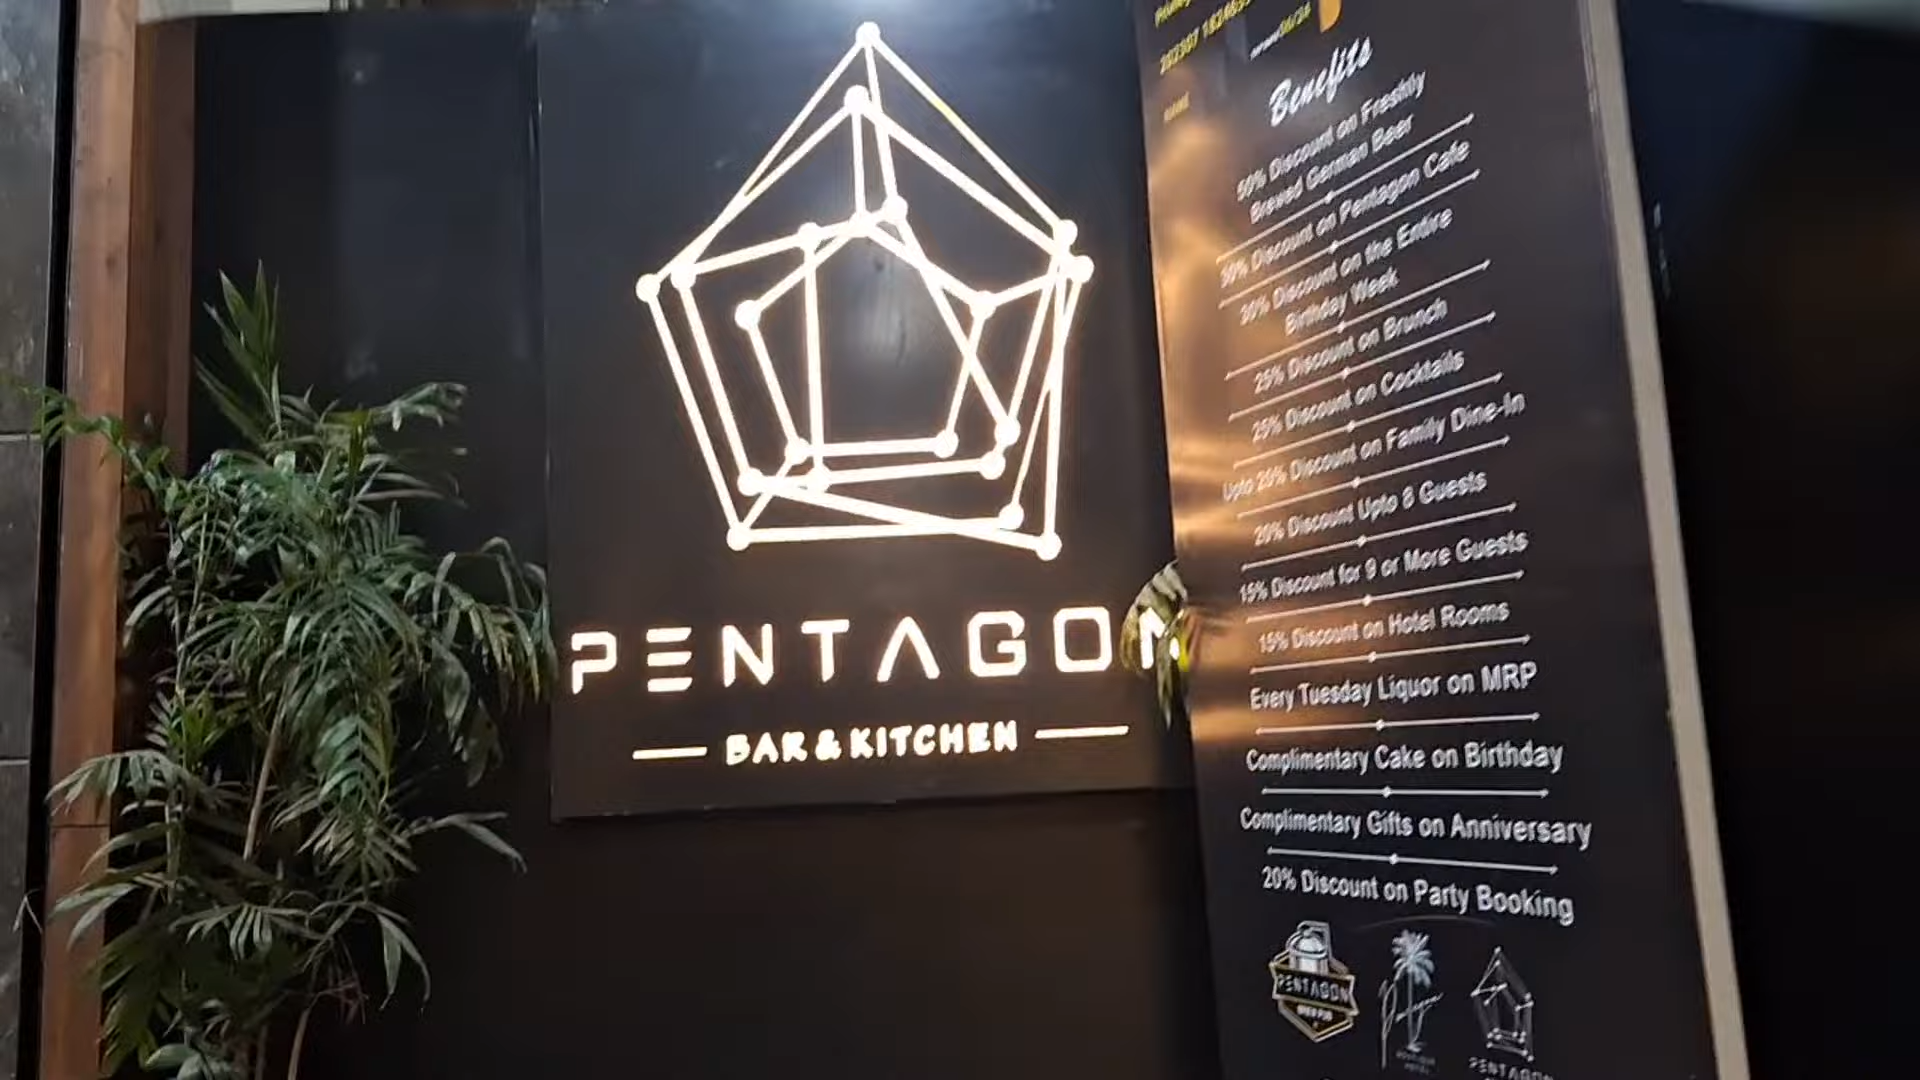 PENTAGON
BAR & KITCHEN
Benefits
50% Discount on Freshly
Brewed German Beer
30% Discount on Pentagon Cafe
30% Discount on the Entire
Birthday Week
25% Discount on Brunch
25% Discount on Cocktails
Upto 20% Discount on Family Dine-In
20% Discount Upto 8 Guests
15% Discount for 9 or More Guests
15% Discount on Hotel Rooms
Every Tuesday Liquor on MRP
Complimentary Cake on Birthday
Complimentary Gifts on Anniversary
20% Discount on Party Booking
PENTAGON
BREW PUB
PENTAGON